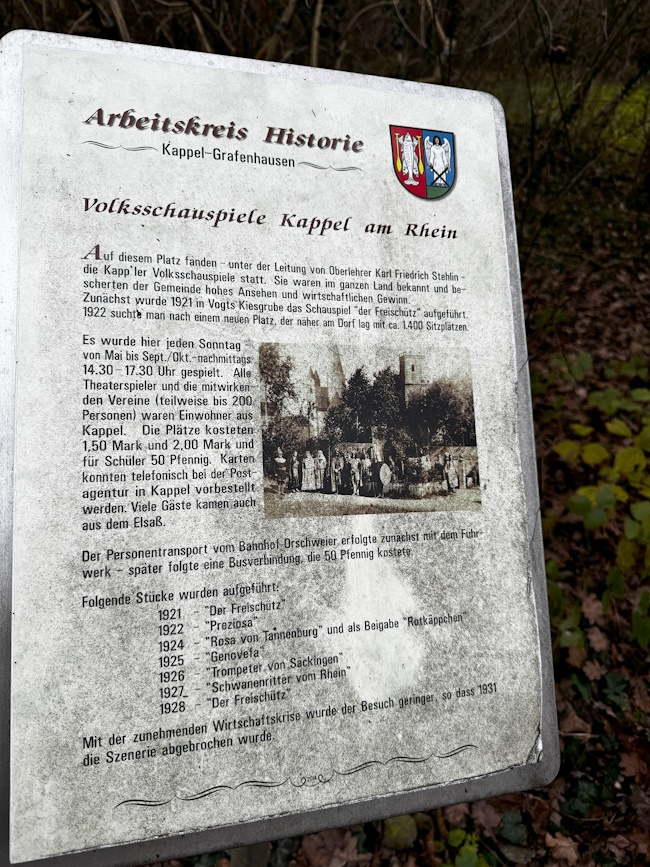 Arbeitskreis Historie
Kappel-Grafenhausen
Volksschauspiele Kappel am Rhein
Auf diesem Platz fanden - unter der Leitung von Oberlehrer Karl Friedrich Stehlin -
die Kapp'ler Volksschauspiele statt. Sie waren im ganzen Land bekannt und be-
scherten der Gemeinde hohes Ansehen und wirtschaftlichen Gewinn.
Zunächst wurde 1921 in Vogts Kiesgrube das Schauspiel "der Freischütz" aufgeführt.
1922 suchte man nach einem neuen Platz, der näher am Dorf lag mit ca. 1.400 Sitzplätzen.
Es wurde hier jeden Sonntag -
von Mai bis Sept./Okt.-nachmittags
14.30 - 17.30 Uhr gespielt. Alle
Theaterspieler und die mitwirken-
den Vereine (teilweise bis 200
Personen) waren Einwohner aus
Kappel. Die Plätze kosteten
1,50 Mark und 2,00 Mark und
für Schüler 50 Pfennig. Karten
konnten telefonisch bei der Post-
agentur in Kappel vorbestellt
werden. Viele Gäste kamen auch
aus dem Elsaß.
Der Personentransport vom Bahnhof Orschweier erfolgte zunächst mit dem Fuhr-
werk - später folgte eine Busverbindung, die 50 Pfennig kostete.
Folgende Stücke wurden aufgeführt:
1921 - "Der Freischütz"
1922 - "Preziosa"
1924 - "Rosa von Tannenburg" und als Beigabe "Rotkäppchen"
1925 - "Genovefa"
1926 - "Trompeter von Säckingen"
1927 - "Schwanenritter vom Rhein"
1928 - "Der Freischütz"
Mit der zunehmenden Wirtschaftskrise wurde der Besuch geringer, so dass 1931
die Szenerie abgebrochen wurde.